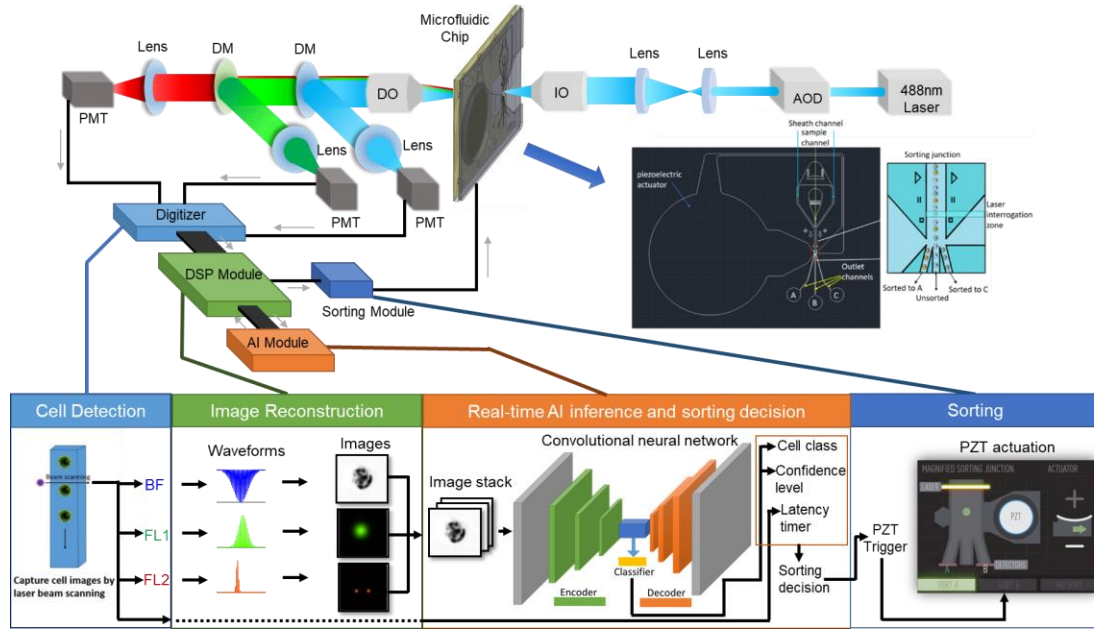 Microfluidic
Chip
Lens
DM
DM
Lens
Lens
DO
IO
AOD
488nm
Laser
PMT
Lens
Lens
PMT
PMT
Sheath channel
sample
channel
piezoelectric
actuator
Outlet
channels
A
B
C
Sorting junction
Laser
interrogation
zone
Sorted to A
Sorted to C
Unsorted
Digitizer
DSP Module
Sorting Module
AI Module
Cell Detection
Image Reconstruction
Real-time AI inference and sorting decision
Sorting
Beam scanning
Capture cell images by
laser beam scanning
Waveforms
Images
BF
FL1
FL2
Image stack
Convolutional neural network
Encoder
Classifier
Decoder
Cell class
Confidence
level
Latency
timer
Sorting
decision
PZT
Trigger
PZT actuation
MAGNIFIED SORTING JUNCTION
ACTUATOR
LASER
PZT
A
B
DETECTORS
SORT A
SORT B
NO SORT